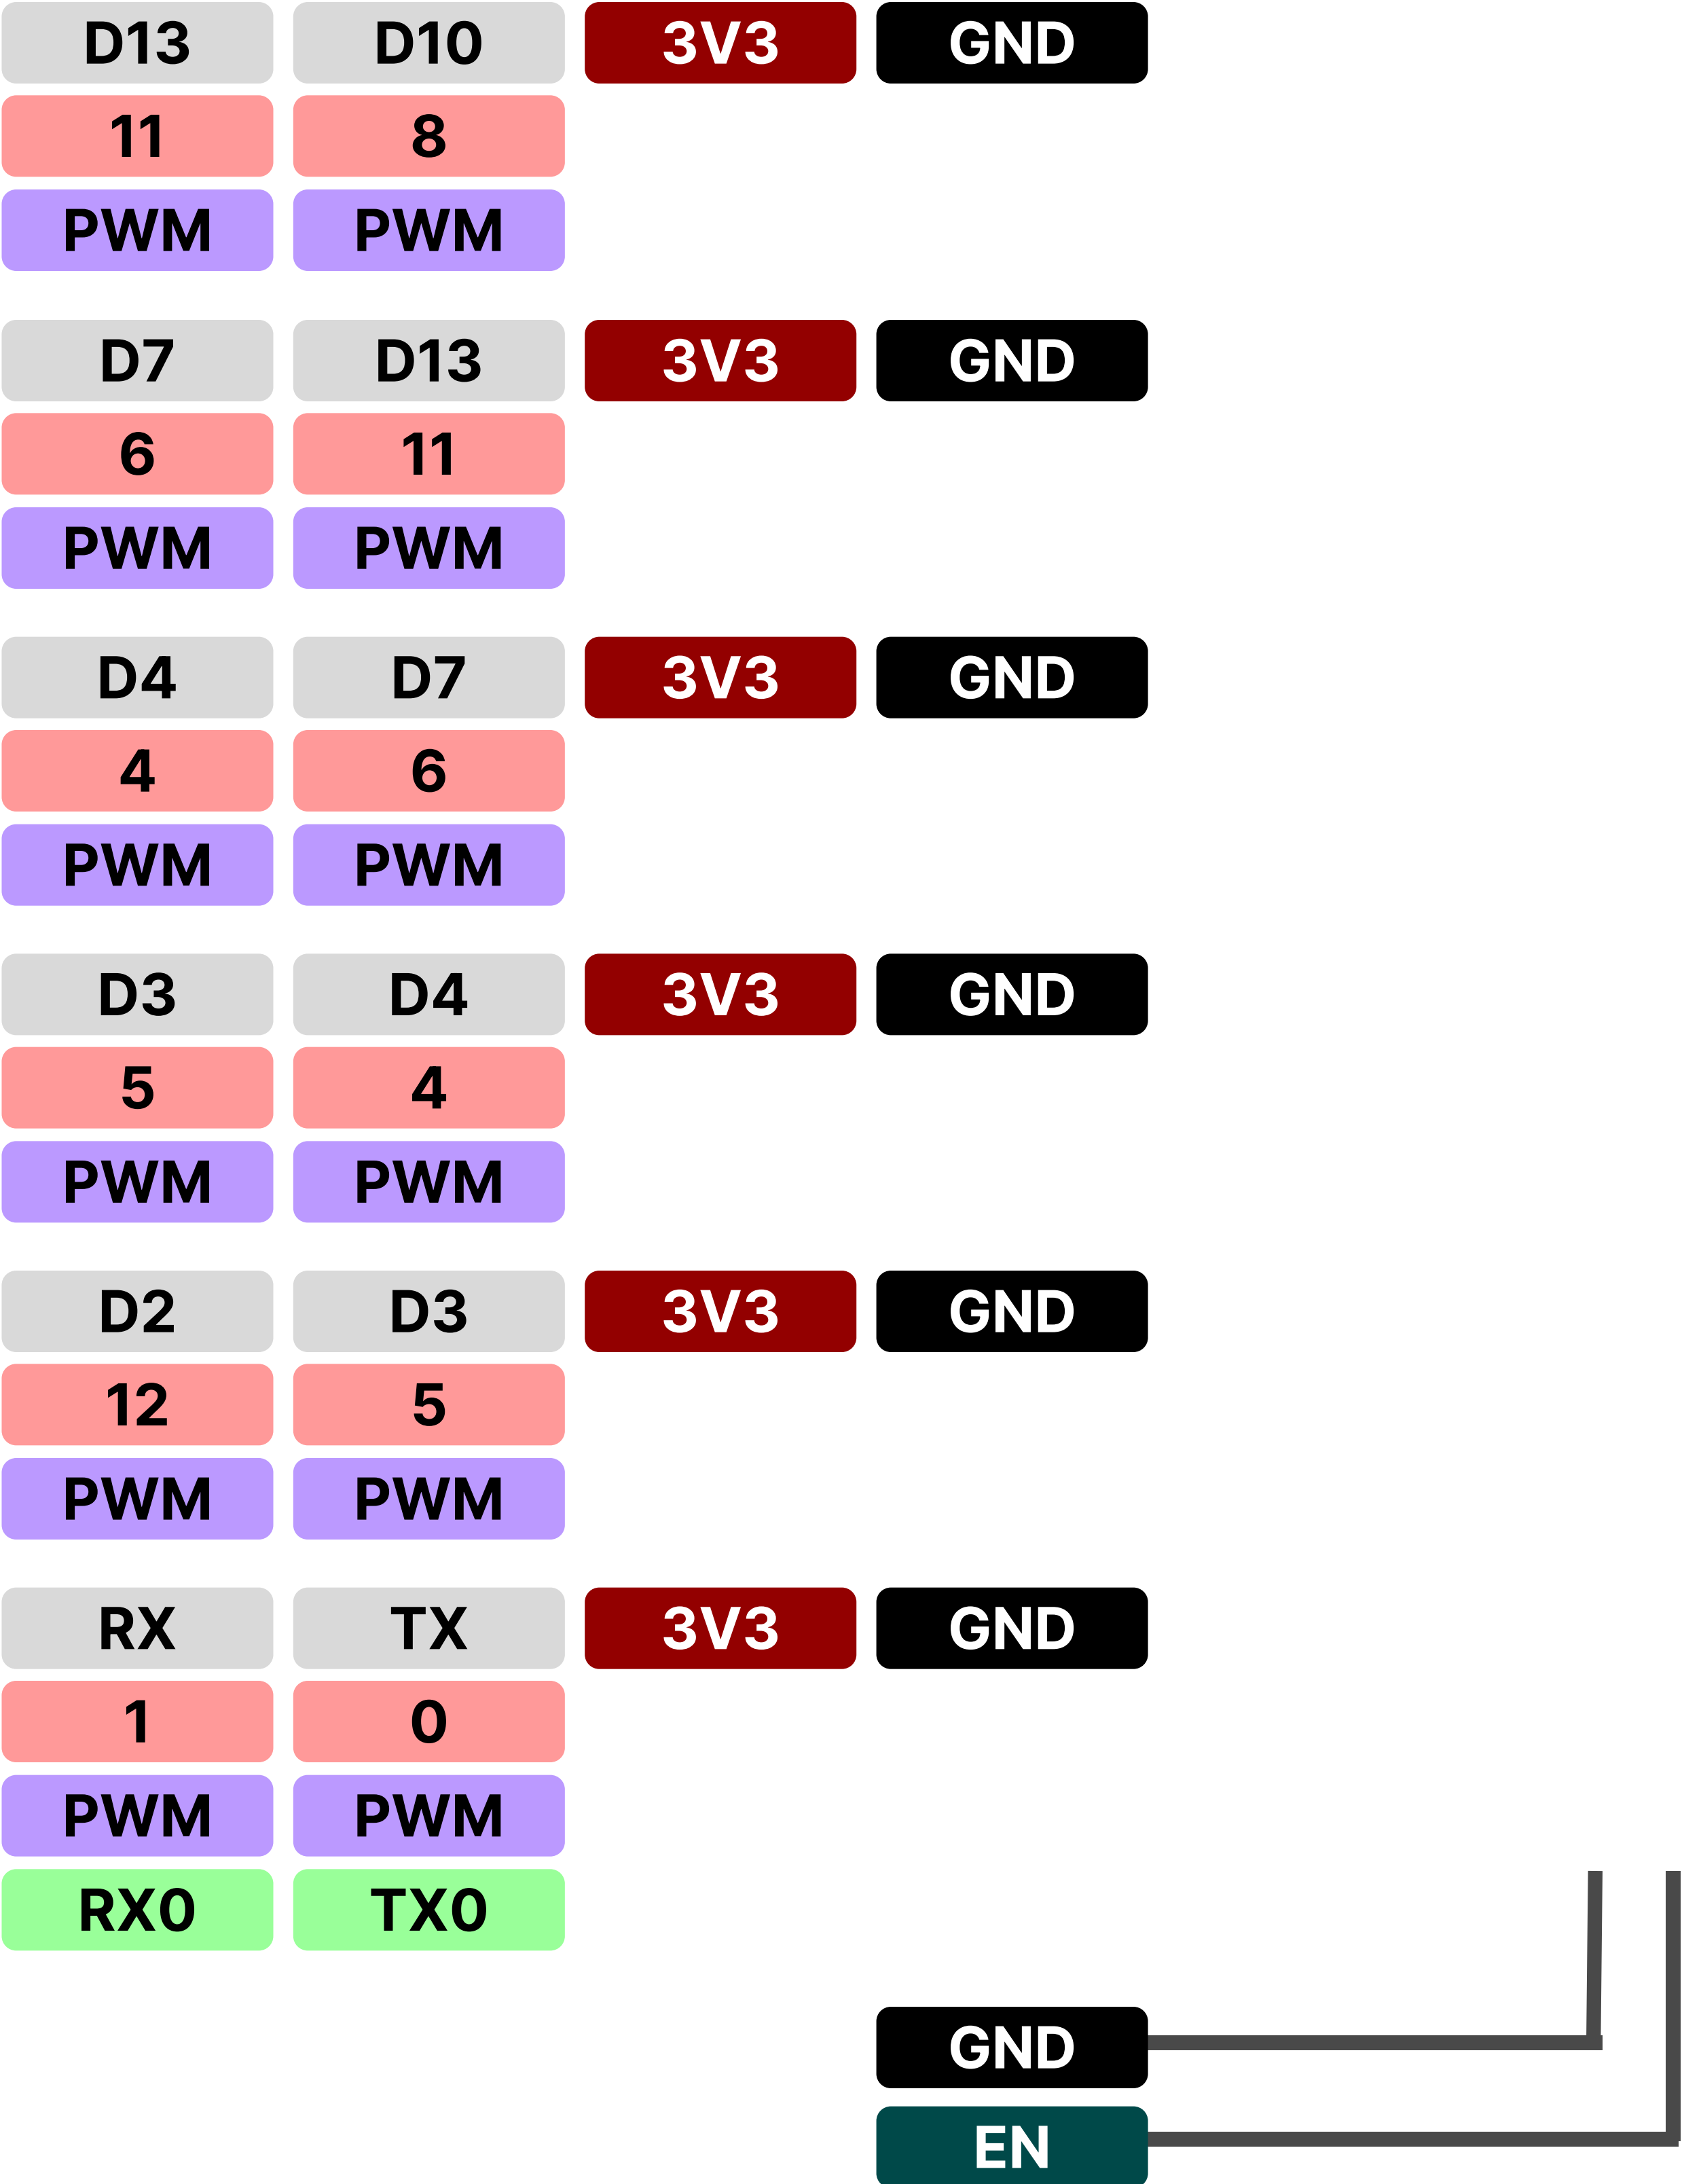 D13 D10 3V3 GND
11 8
PWM PWM
D7 D13 3V3 GND
6 11
PWM PWM
D4 D7 3V3 GND
4 6
PWM PWM
D3 D4 3V3 GND
5 4
PWM PWM
D2 D3 3V3 GND
12 5
PWM PWM
RX TX 3V3 GND
1 0
PWM PWM
RX0 TX0
GND
EN